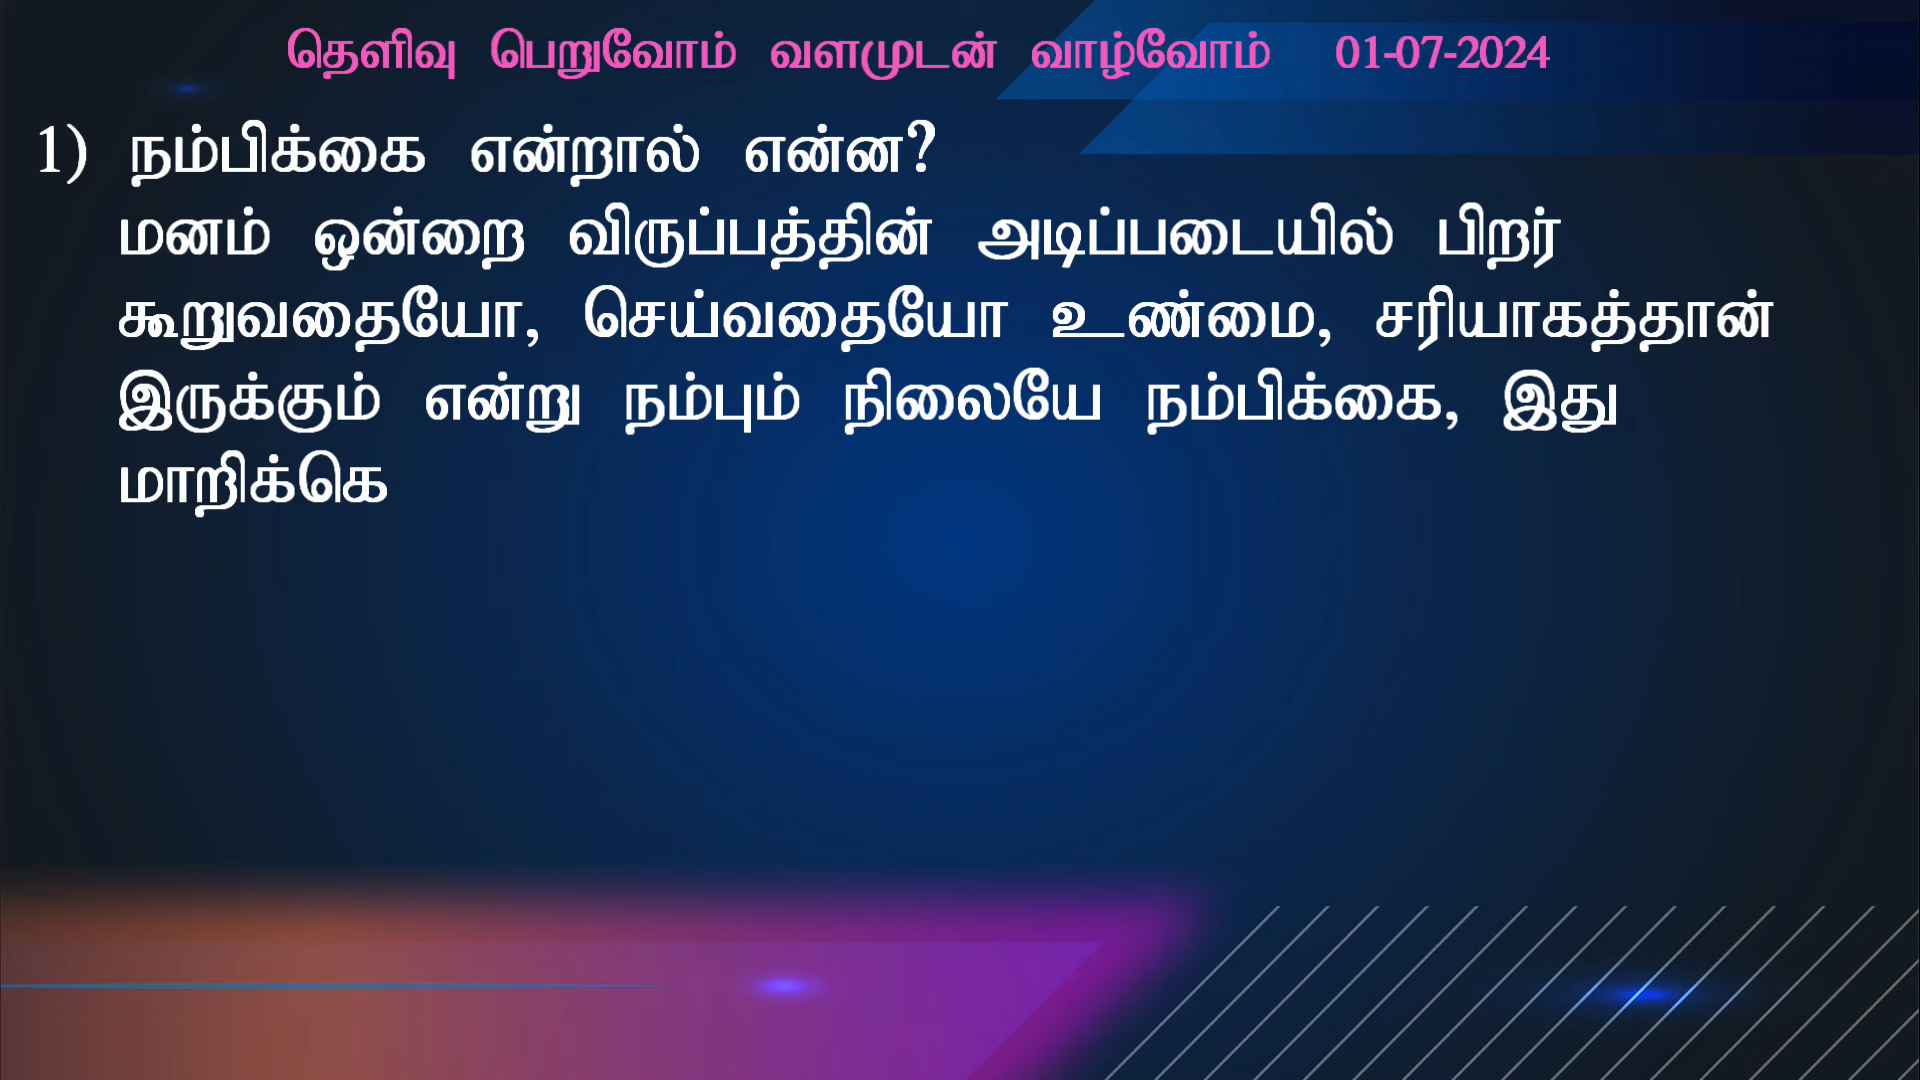 தெளிவு பெறுவோம் வளமுடன் வாழ்வோம் 01-07-2024
1) நம்பிக்கை என்றால் என்ன?
மனம் ஒன்றை விருப்பத்தின் அடிப்படையில் பிறர்
கூறுவதையோ, செய்வதையோ உண்மை, சரியாகத்தான்
இருக்கும் என்று நம்பும் நிலையே நம்பிக்கை, இது
மாறிக்கெ